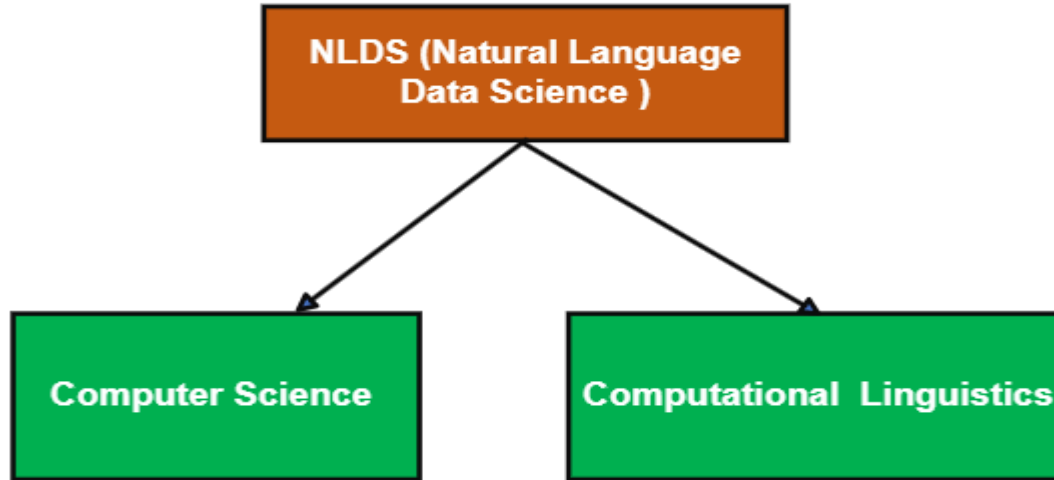 NLDS (Natural Language
Data Science )
Computer Science
Computational  Linguistics